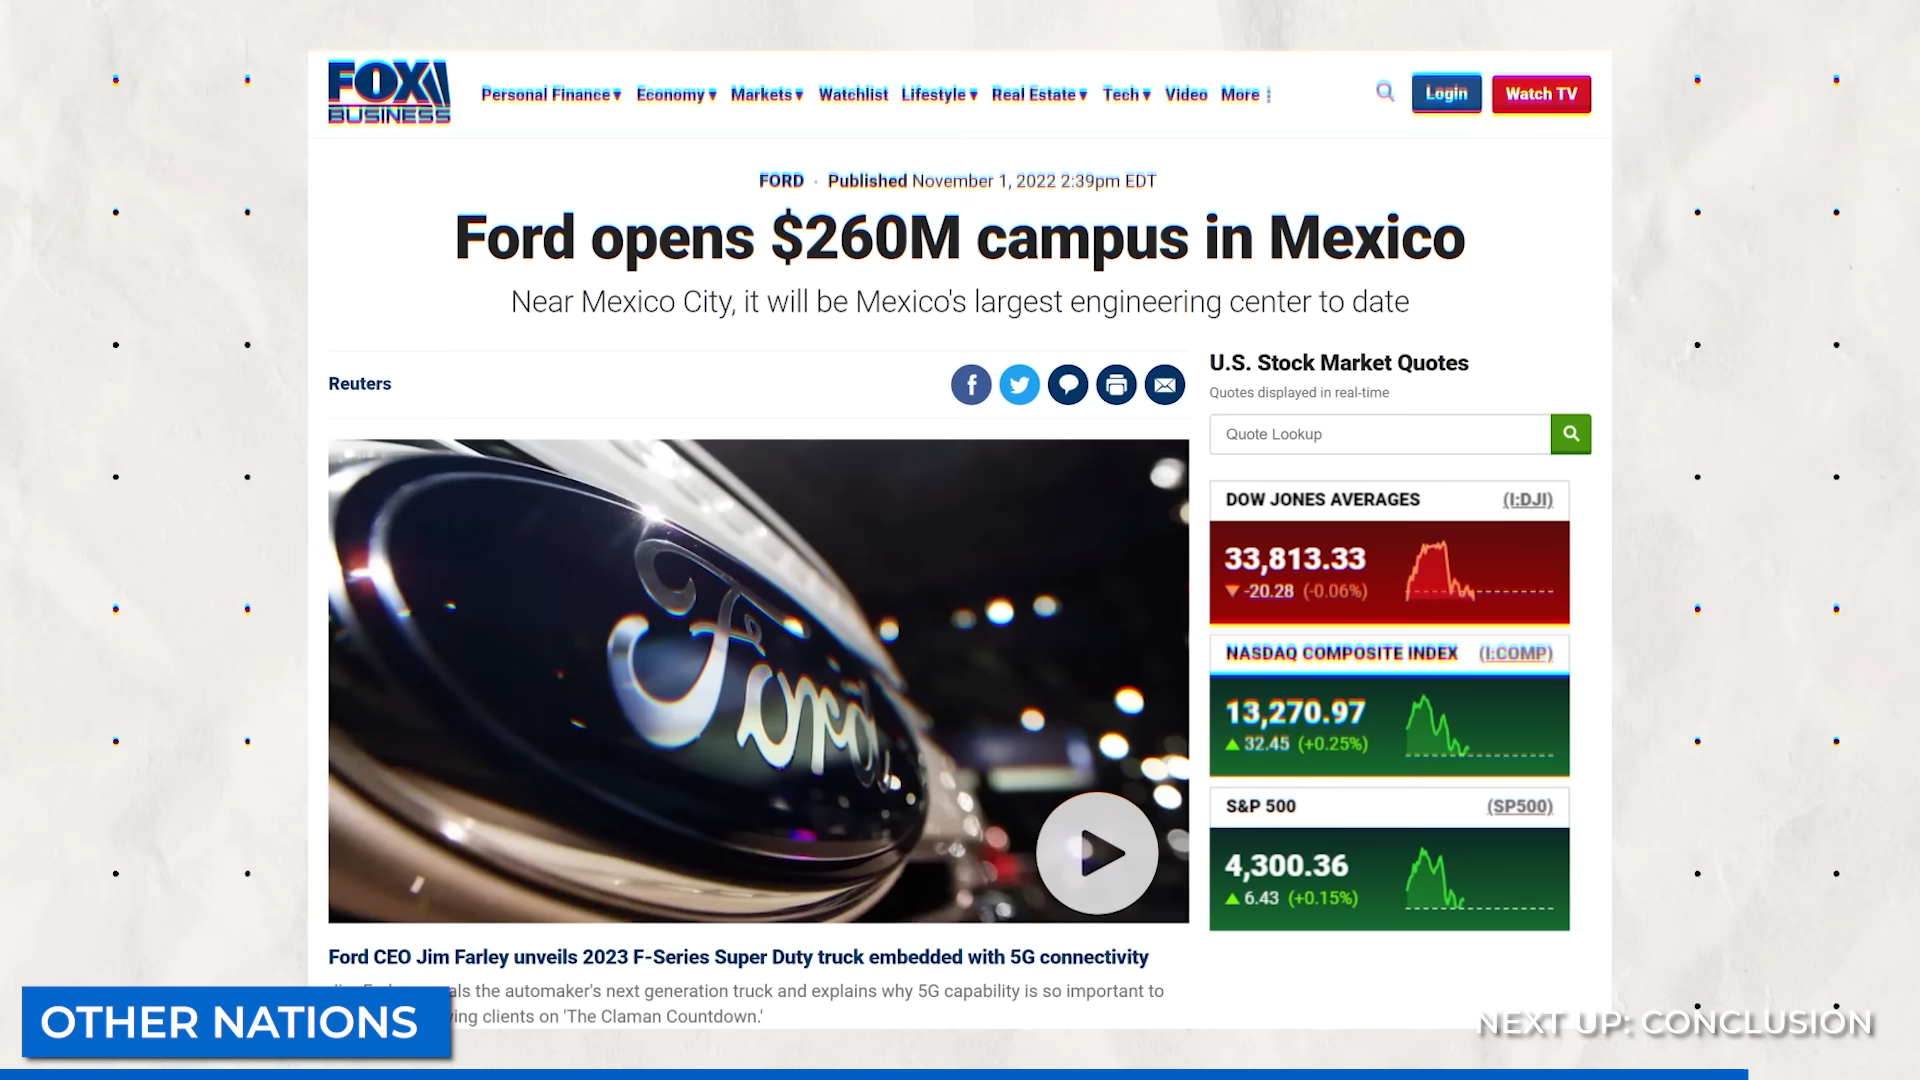 FOX BUSINESS
Personal Finance Economy Markets Watchlist Lifestyle Real Estate Tech Video More
Login
Watch TV
FORD · Published November 1, 2022 2:39pm EDT
Ford opens $260M campus in Mexico
Near Mexico City, it will be Mexico's largest engineering center to date
Reuters
U.S. Stock Market Quotes
Quotes displayed in real-time
Quote Lookup
DOW JONES AVERAGES (I:DJI)
33,813.33
-20.28 (-0.06%)
NASDAQ COMPOSITE INDEX (I:COMP)
13,270.97
32.45 (+0.25%)
S&P 500 (SP500)
4,300.36
6.43 (+0.15%)
Ford
Ford CEO Jim Farley unveils 2023 F-Series Super Duty truck embedded with 5G connectivity
the automaker's next generation truck and explains why 5G capability is so important to
clients on 'The Claman Countdown.'
OTHER NATIONS
NEXT UP: CONCLUSION